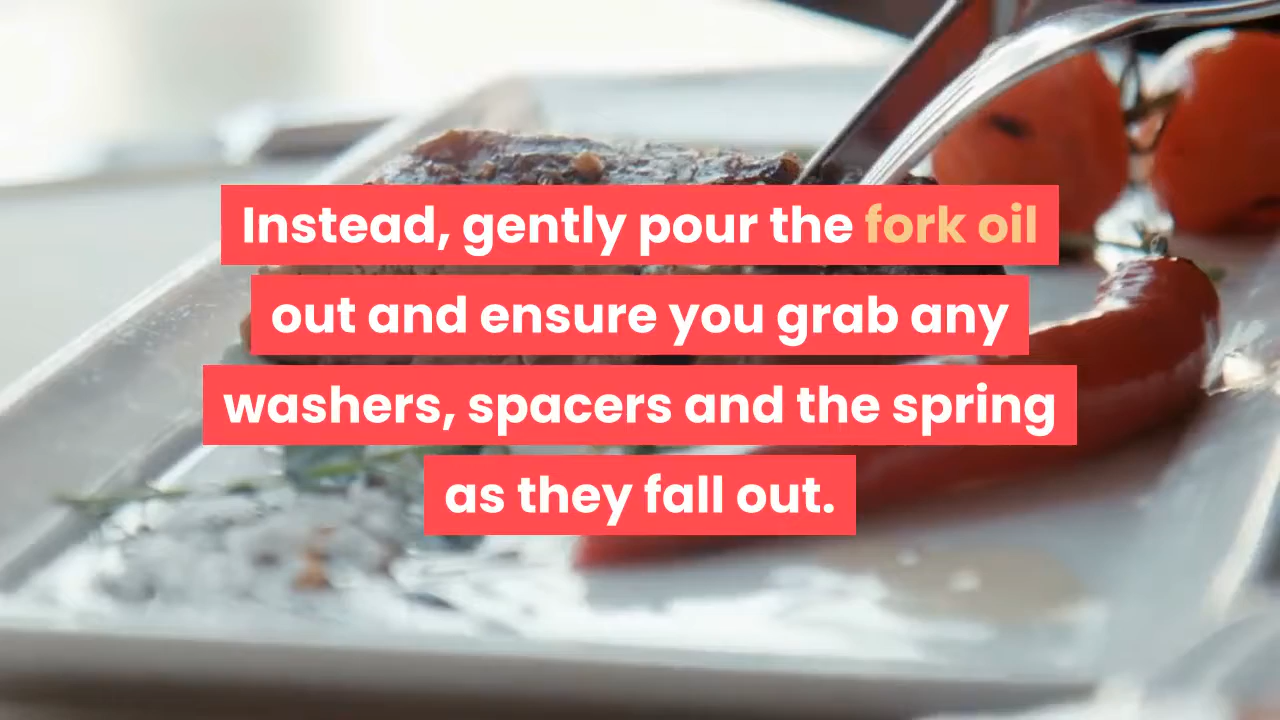 Instead, gently pour the fork oil
out and ensure you grab any
washers, spacers and the spring
as they fall out.